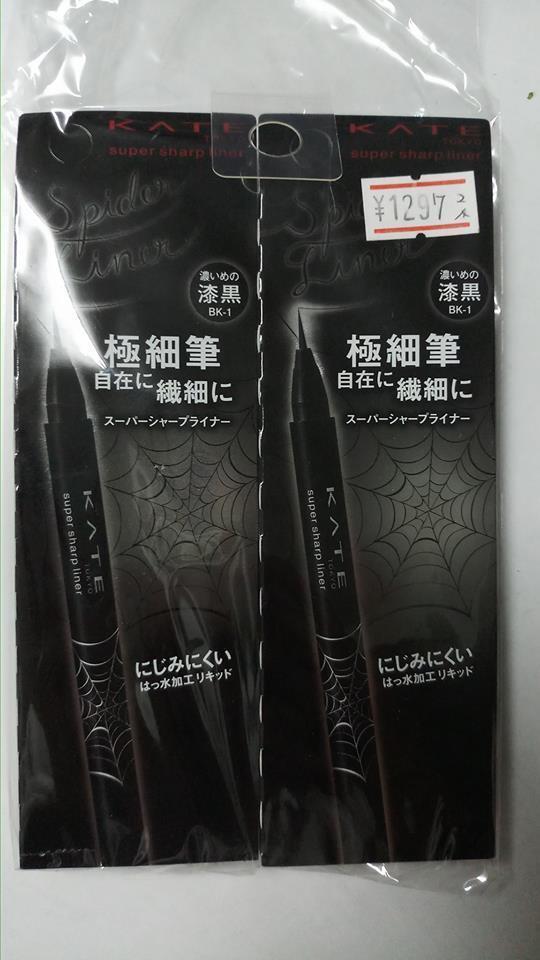 KATE
super sharp liner
Spider
Liner
濃いめの
漆黒
BK-1
極細筆
自在に繊細に
スーパーシャープライナー
KATE
TOKYO
super sharp liner
にじみにくい
はっ水加工リキッド
KATE
TOKYO
super sharp liner
¥1297 2本
Liner
濃いめの
漆黒
BK-1
極細筆
自在に繊細に
スーパーシャープライナー
KATE
TOKYO
super sharp liner
にじみにくい
はっ水加工リキッド